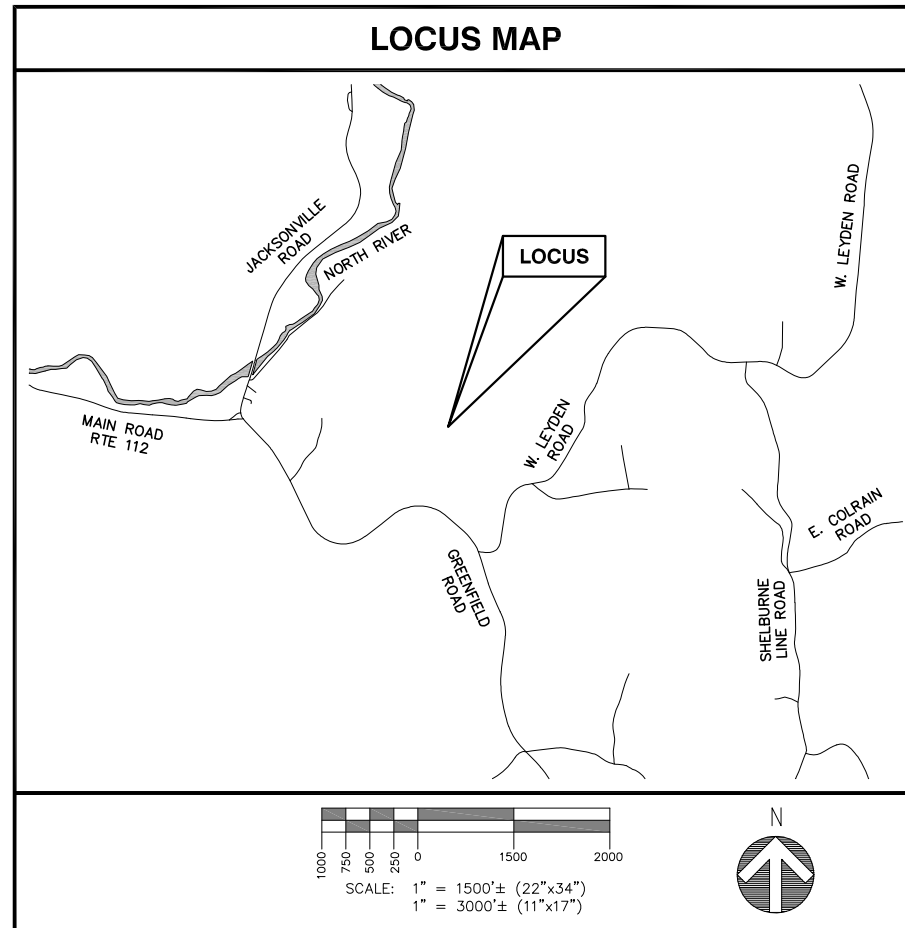 LOCUS MAP
JACKSONVILLE
ROAD
NORTH RIVER
W. LEYDEN ROAD
LOCUS
MAIN ROAD
RTE 112
W. LEYDEN
ROAD
E. COLRAIN
ROAD
GREENFIELD
ROAD
SHELBURNE
LINE ROAD
1000 750 500 250 0 1500 2000
N
SCALE: 1" = 1500'± (22"x34")
1" = 3000'± (11"x17")